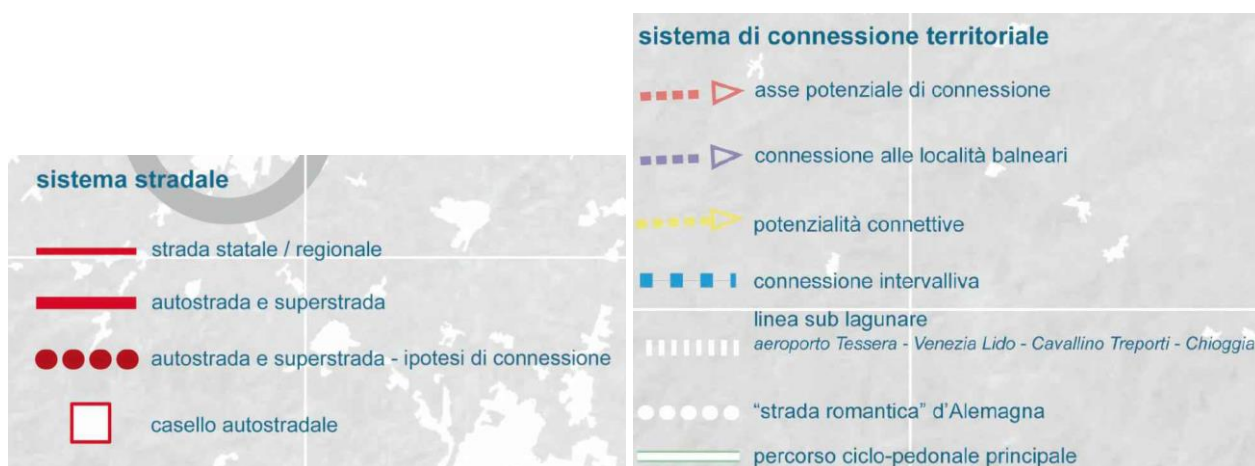 sistema stradale
strada statale / regionale
autostrada e superstrada
autostrada e superstrada - ipotesi di connessione
casello autostradale
sistema di connessione territoriale
asse potenziale di connessione
connessione alle località balneari
potenzialità connettive
connessione intervalliva
linea sub lagunare
aeroporto Tessera - Venezia Lido - Cavallino Treporti - Chioggia
"strada romantica" d'Alemagna
percorso ciclo-pedonale principale